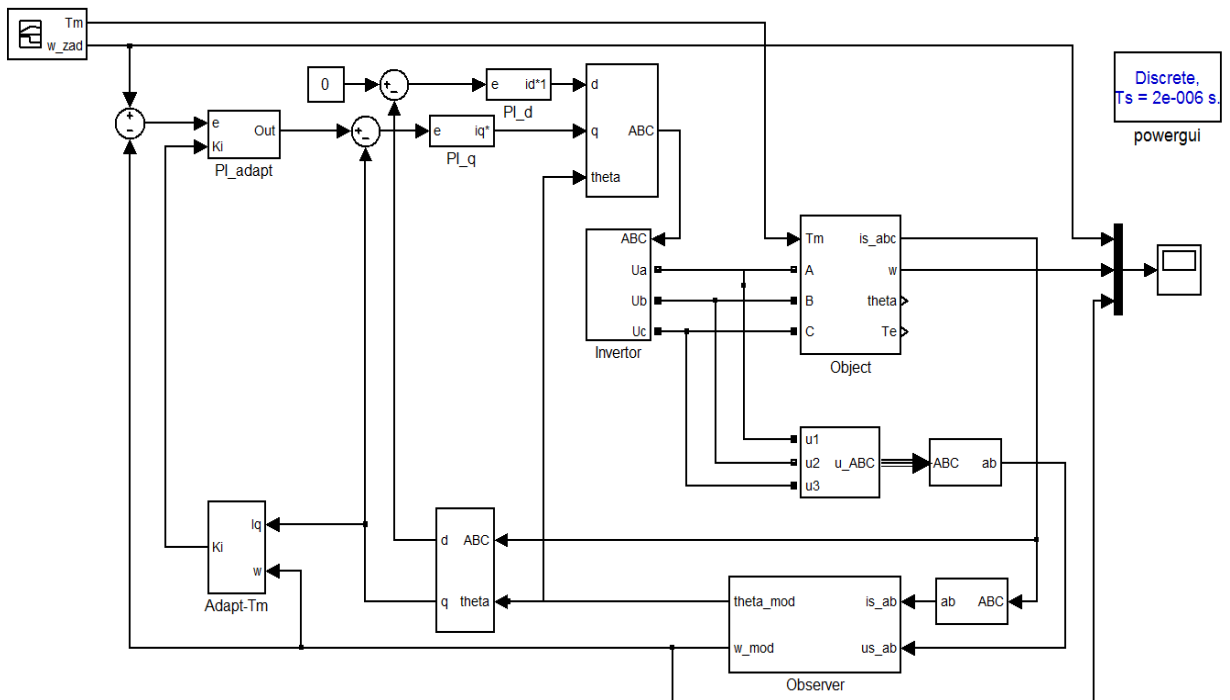 Tm
w_zad
0
e
id*1
PI_d
d
q
ABC
theta
Discrete,
Ts = 2e-006 s.
powergui
e
Ki
Out
PI_adapt
e
iq*
PI_q
ABC
Ua
Ub
Uc
Invertor
Tm
is_abc
A
w
B
theta
C
Te
Object
u1
u2
u_ABC
u3
ABC
ab
Iq
Ki
w
Adapt-Tm
d
ABC
q
theta
theta_mod
is_ab
w_mod
us_ab
Observer
ab
ABC